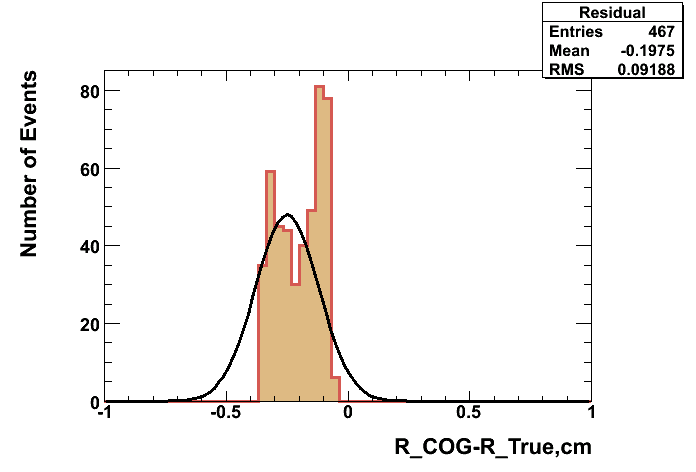 Residual
Entries 467
Mean -0.1975
RMS 0.09188
Number of Events
80
60
40
20
0
-1 -0.5 0 0.5 1
R_COG-R_True,cm